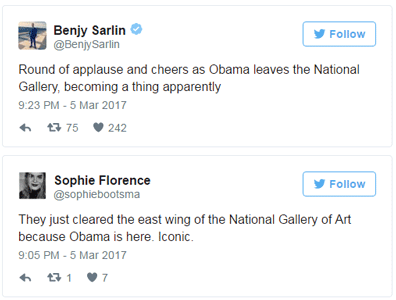 Benjy Sarlin
@BenjySarlin
Follow
Round of applause and cheers as Obama leaves the National
Gallery, becoming a thing apparently
9:23 PM - 5 Mar 2017
75 242
Sophie Florence
@sophiebootsma
Follow
They just cleared the east wing of the National Gallery of Art
because Obama is here. Iconic.
9:05 PM - 5 Mar 2017
1 7